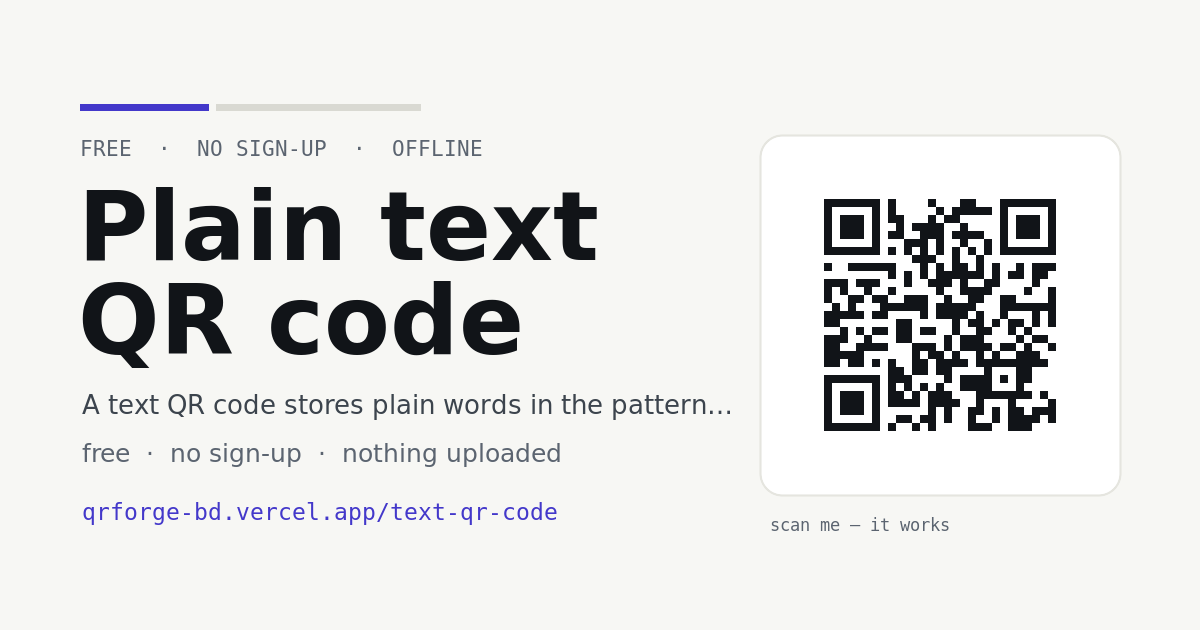 FREE · NO SIGN-UP · OFFLINE
Plain text
QR code
A text QR code stores plain words in the pattern…
free · no sign-up · nothing uploaded
qrforge-bd.vercel.app/text-qr-code
scan me — it works